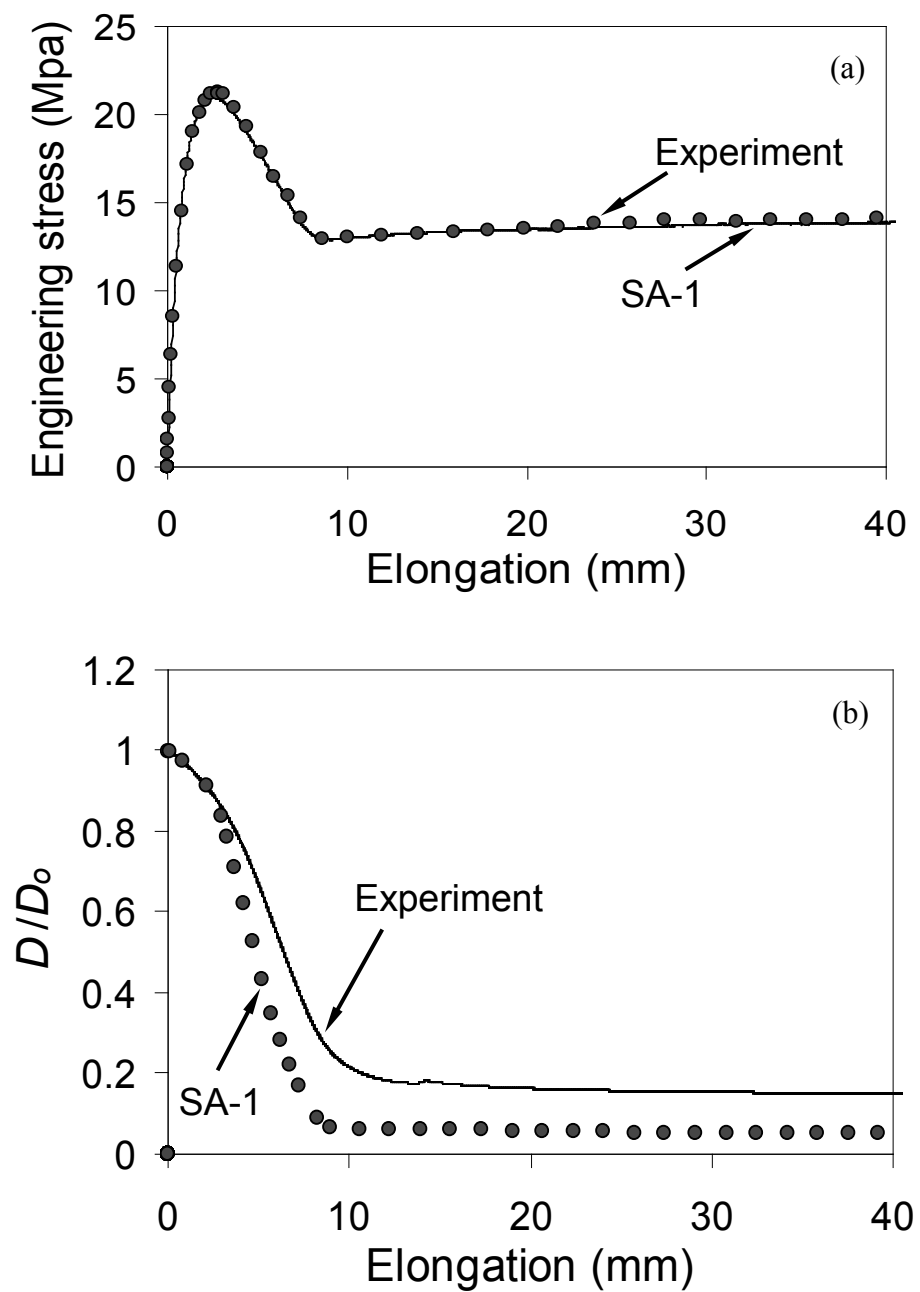 (a)
Engineering stress (Mpa)
25
20
15
10
5
0
Experiment
SA-1
0 10 20 30 40
Elongation (mm)
(b)
D/Do
1.2
1
0.8
0.6
0.4
0.2
0
Experiment
SA-1
0 10 20 30 40
Elongation (mm)